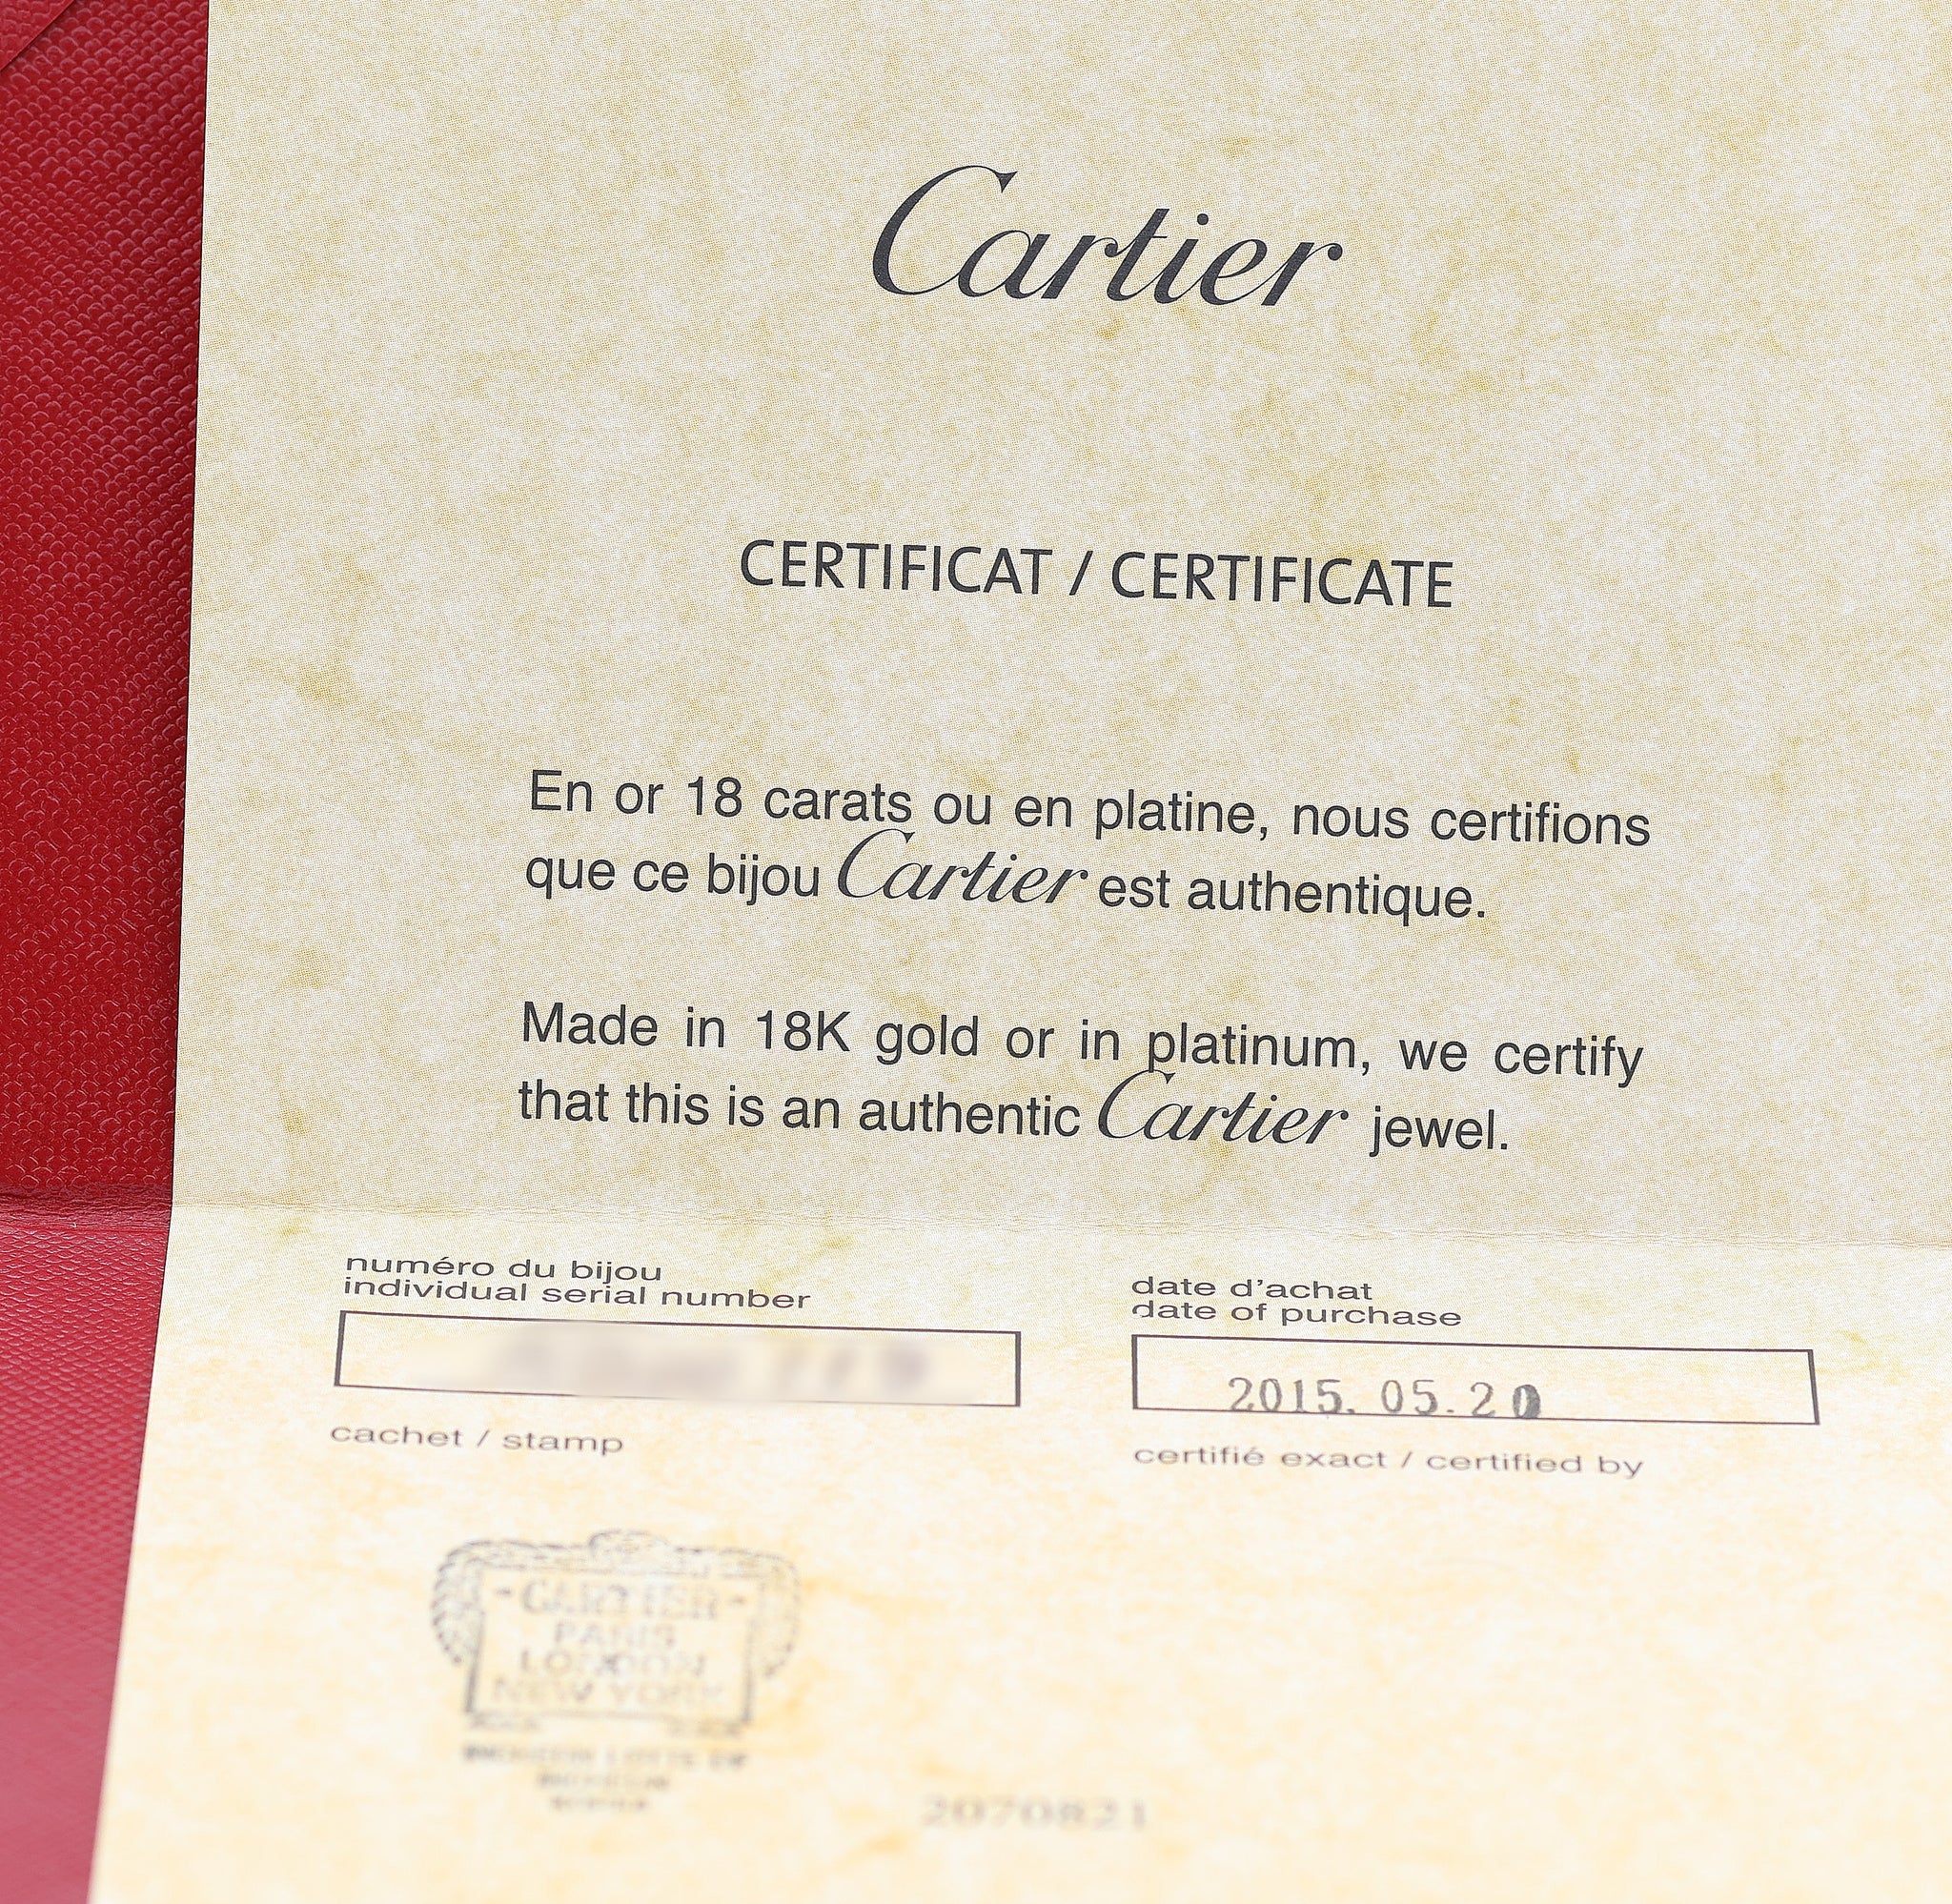 Cartier
CERTIFICAT / CERTIFICATE
En or 18 carats ou en platine, nous certifions
que ce bijou Cartier est authentique.
Made in 18K gold or in platinum, we certify
that this is an authentic Cartier jewel.
numéro du bijou
individual serial number
date d'achat
date of purchase
2015. 05.20
cachet / stamp
certifié exact / certified by
-CARTIER-
PARIS
LONDON
NEW YORK
2070821